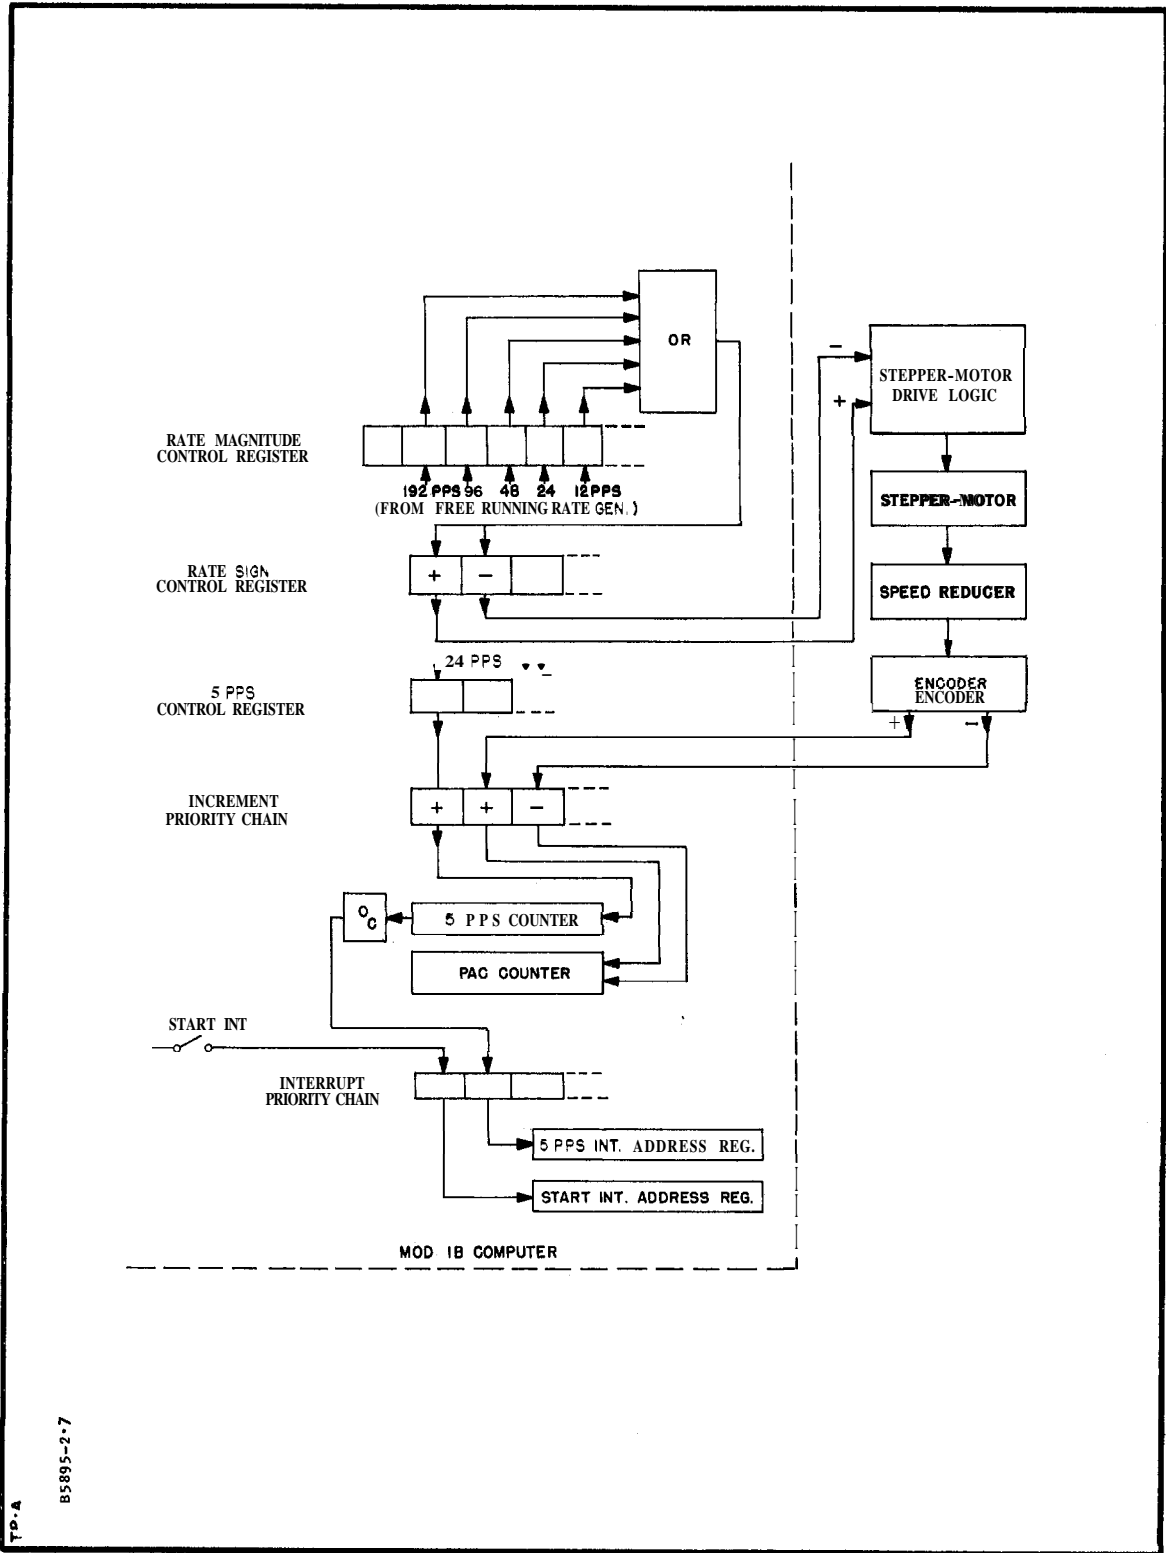 OR
−
+
STEPPER-MOTOR
DRIVE LOGIC
RATE MAGNITUDE
CONTROL REGISTER
192 PPS 96 48 24 12 PPS
(FROM FREE RUNNING RATE GEN.)
STEPPER-MOTOR
RATE SIGN
CONTROL REGISTER
+ −
SPEED REDUCER
24 PPS
5 PPS
CONTROL REGISTER
ENCODER
ENCODER
+ −
INCREMENT
PRIORITY CHAIN
+ + −
OC
5 PPS COUNTER
PAC COUNTER
START INT
INTERRUPT
PRIORITY CHAIN
5 PPS INT. ADDRESS REG.
START INT. ADDRESS REG.
MOD 1B COMPUTER
B5895-2-7